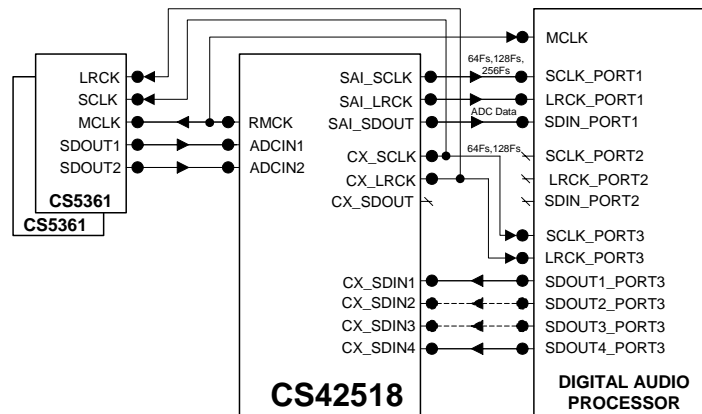 LRCK
SCLK
MCLK
SDOUT1
SDOUT2
CS5361
CS5361
RMCK
ADCIN1
ADCIN2
SAI_SCLK
SAI_LRCK
SAI_SDOUT
CX_SCLK
CX_LRCK
CX_SDOUT
CX_SDIN1
CX_SDIN2
CX_SDIN3
CX_SDIN4
CS42518
64Fs,128Fs,
256Fs
ADC Data
64Fs,128Fs
MCLK
SCLK_PORT1
LRCK_PORT1
SDIN_PORT1
SCLK_PORT2
LRCK_PORT2
SDIN_PORT2
SCLK_PORT3
LRCK_PORT3
SDOUT1_PORT3
SDOUT2_PORT3
SDOUT3_PORT3
SDOUT4_PORT3
DIGITAL AUDIO
PROCESSOR